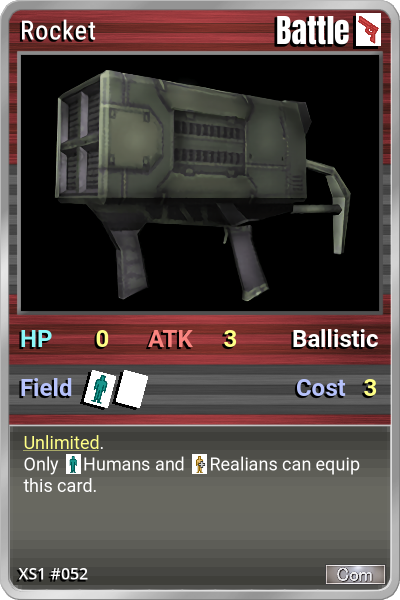 Rocket Battle
HP 0 ATK 3 Ballistic
Field Cost 3
Unlimited.
Only Humans and Realians can equip
this card.
XS1 #052 Com